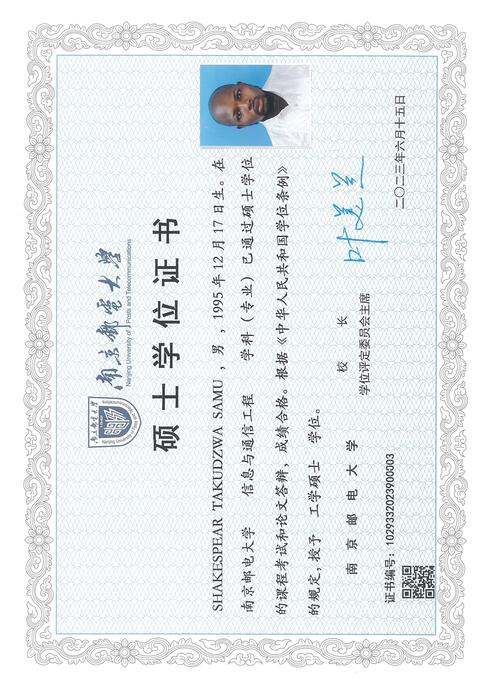 南京邮电大学
南京郵電大學
Nanjing University of Posts and Telecommunications
硕士学位证书
SHAKESPEAR TAKUDZWA SAMU ，男 ，1995 年 12 月 17 日生。在
南京邮电大学 信息与通信工程 学科（专业）已通过硕士学位
的课程考试和论文答辩，成绩合格。根据《中华人民共和国学位条例》
的规定，授予 工学硕士 学位。
南京邮电大学
校 长
学位评定委员会主席
叶美兰
证书编号：1029332023900003
二〇二三年六月十五日